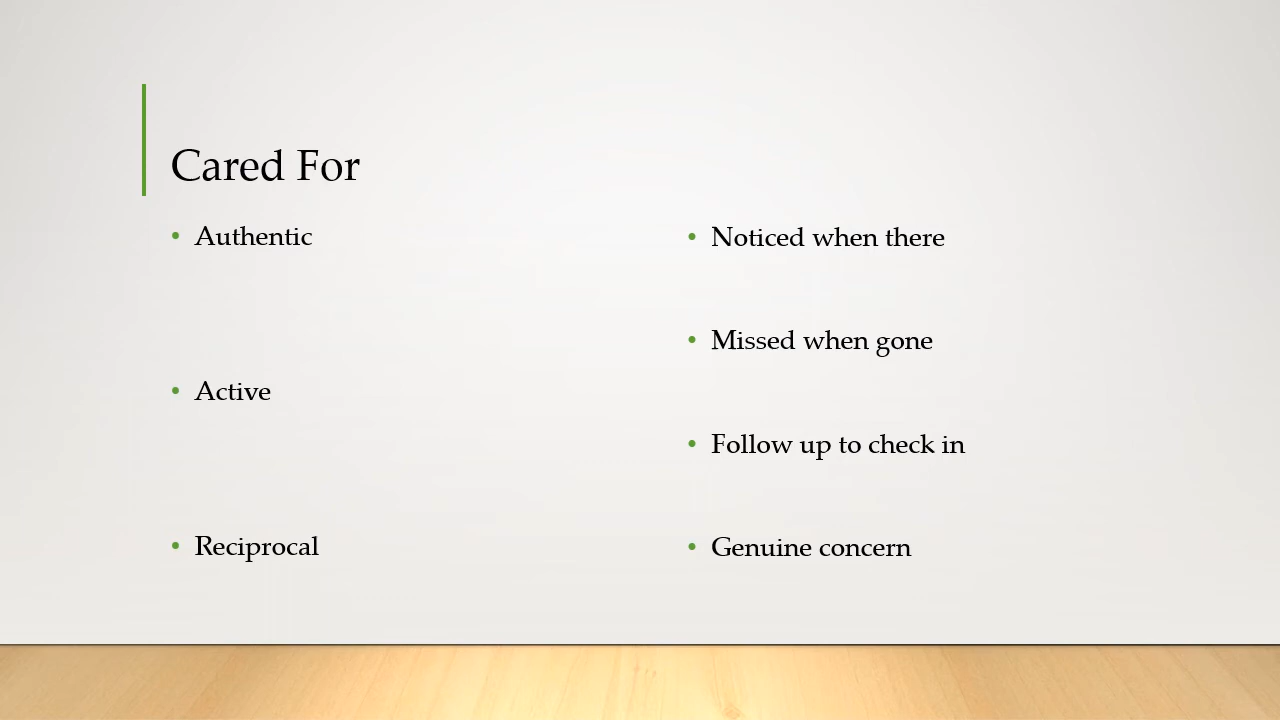 Cared For
• Authentic
• Active
• Reciprocal
• Noticed when there
• Missed when gone
• Follow up to check in
• Genuine concern